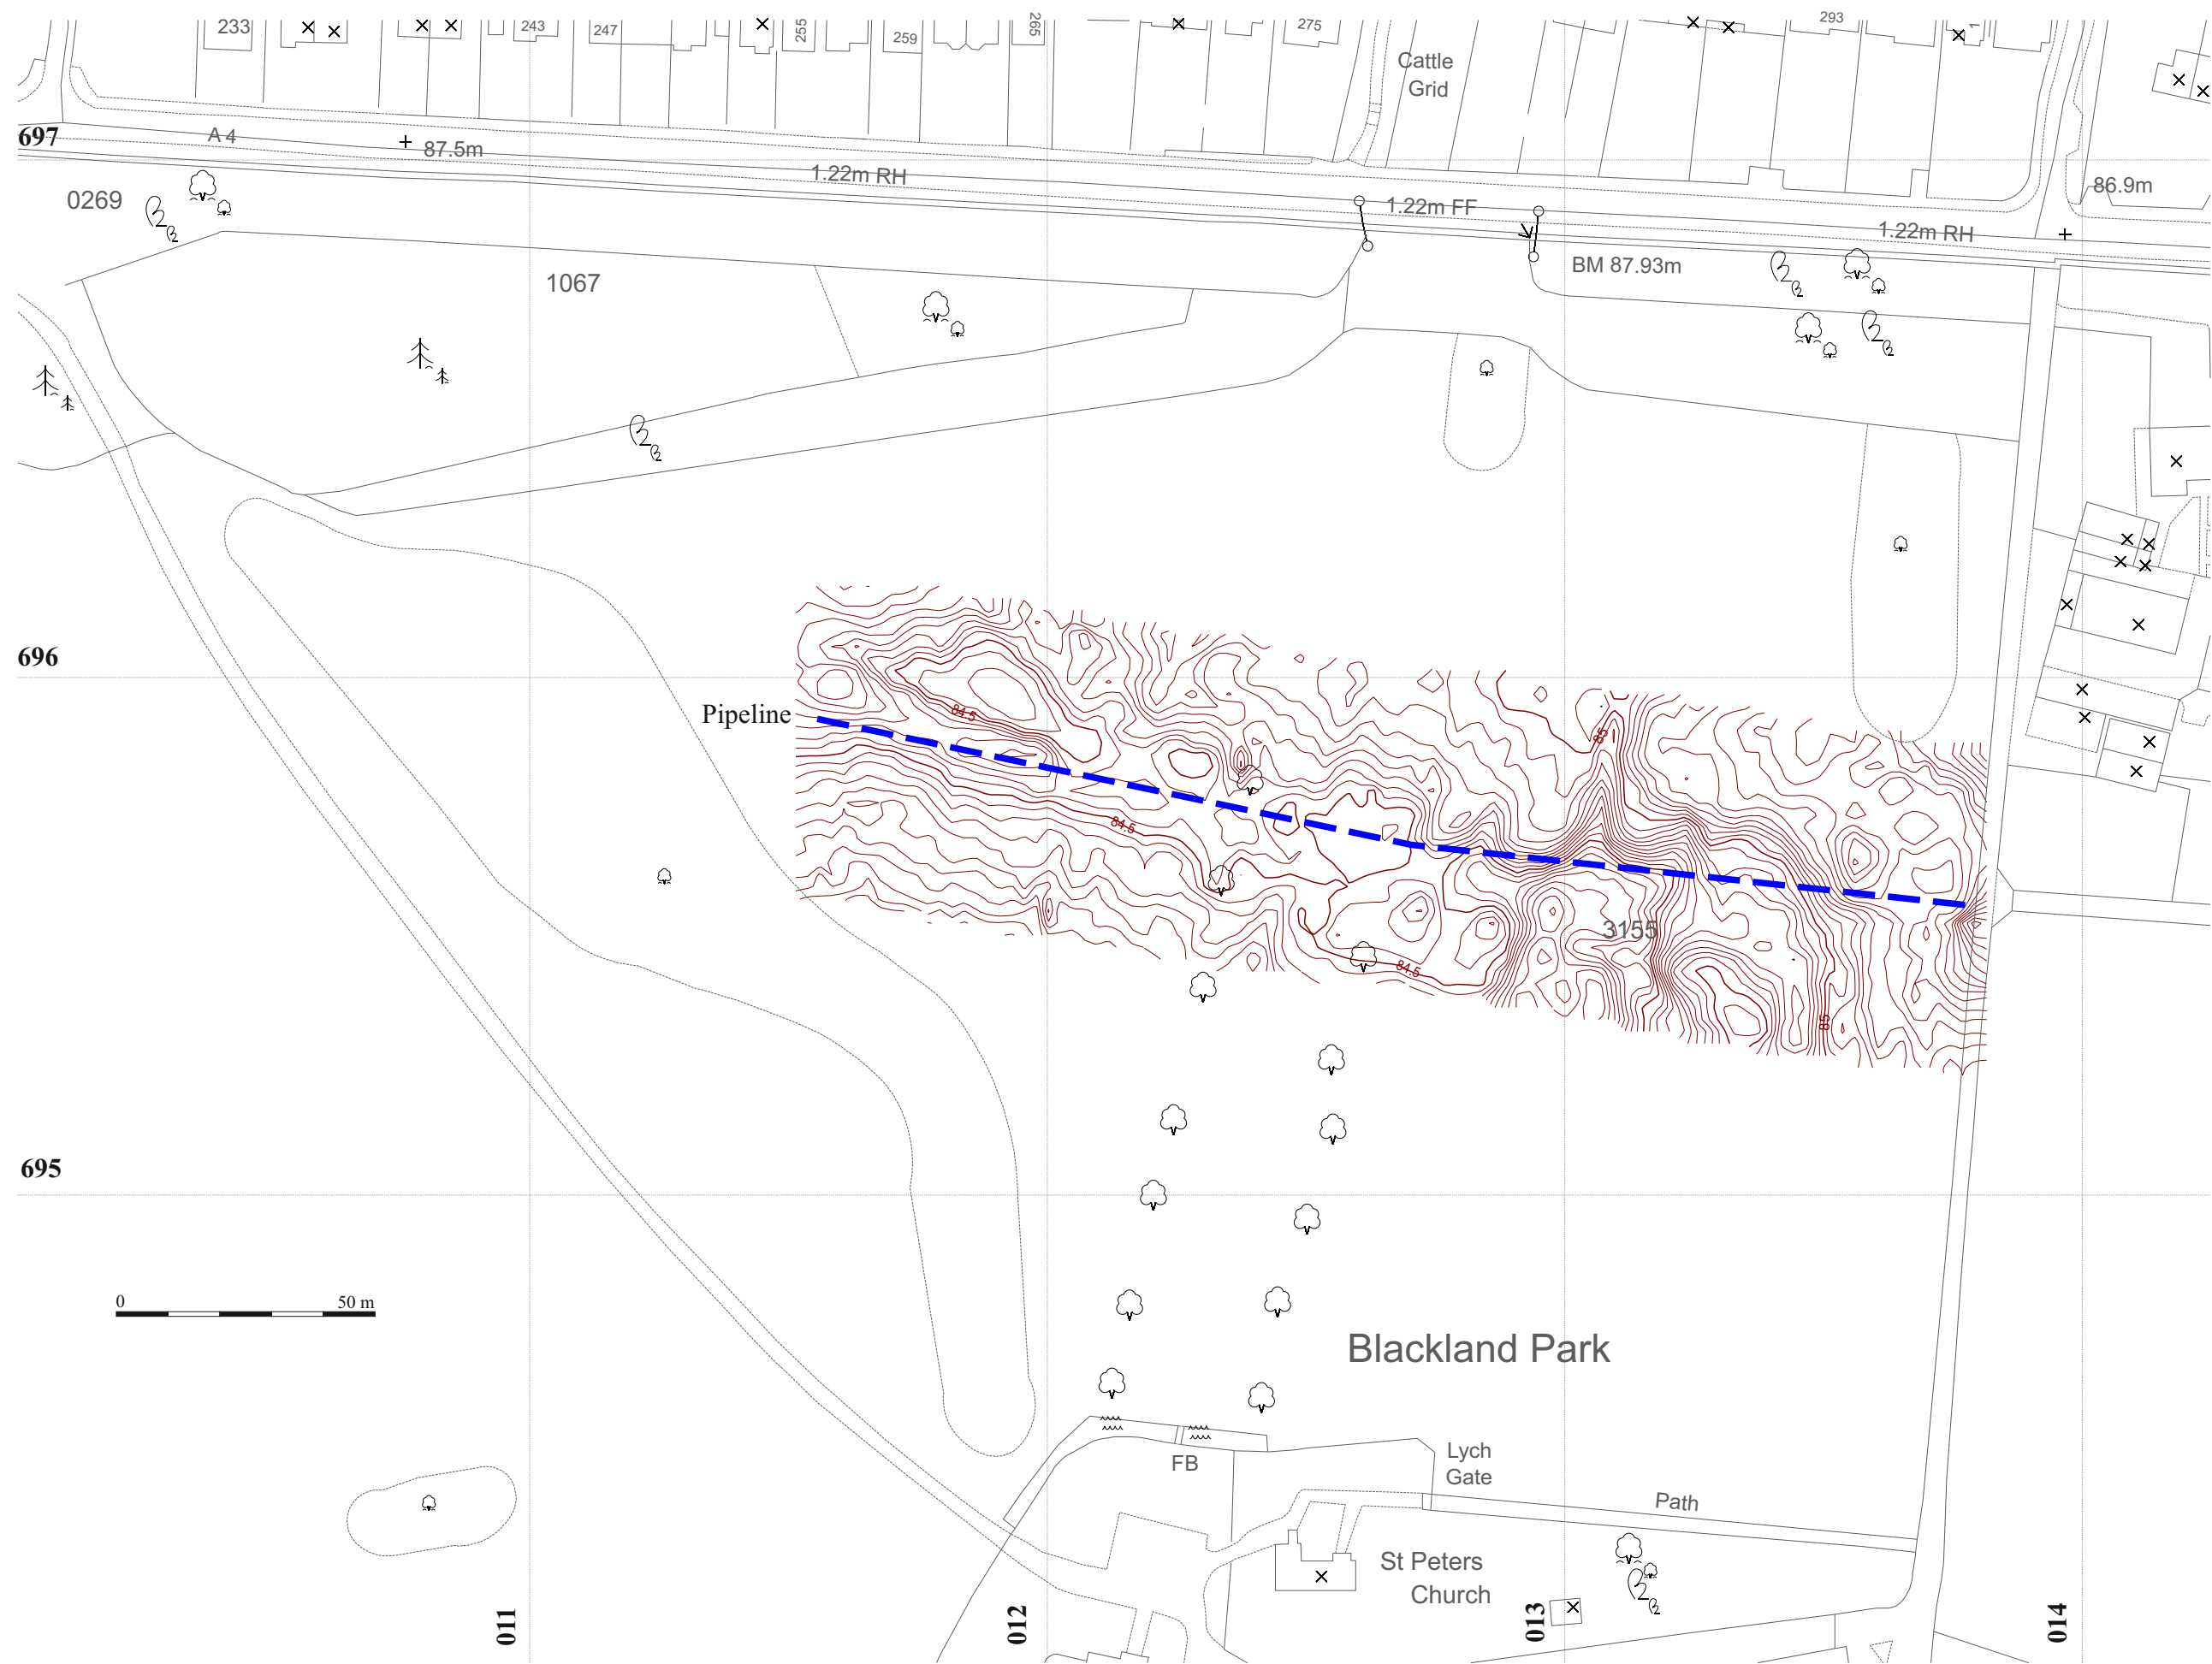 233
243
247
255
259
265
275
293
1
Cattle
Grid
697
A 4
87.5m
1.22m RH
1.22m FF
1.22m RH
86.9m
0269
BM 87.93m
1067
696
Pipeline
84.5
85
84.5
3155
84.5
85
695
0
50 m
Blackland Park
Lych
Gate
FB
Path
St Peters
Church
011
012
013
014